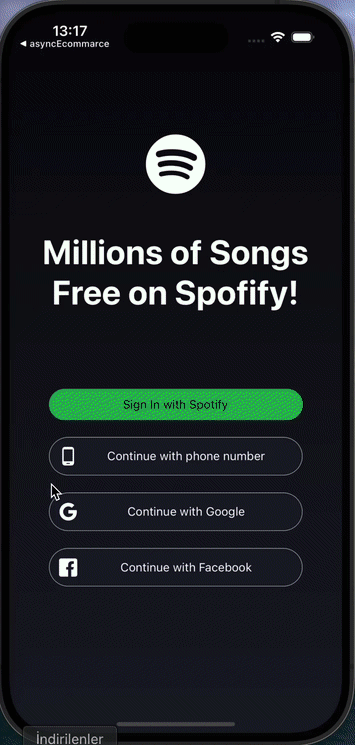 13:17
◀ asyncEcommarce
Millions of Songs
Free on Spofify!
Sign In with Spotify
Continue with phone number
Continue with Google
Continue with Facebook
İndirilenler